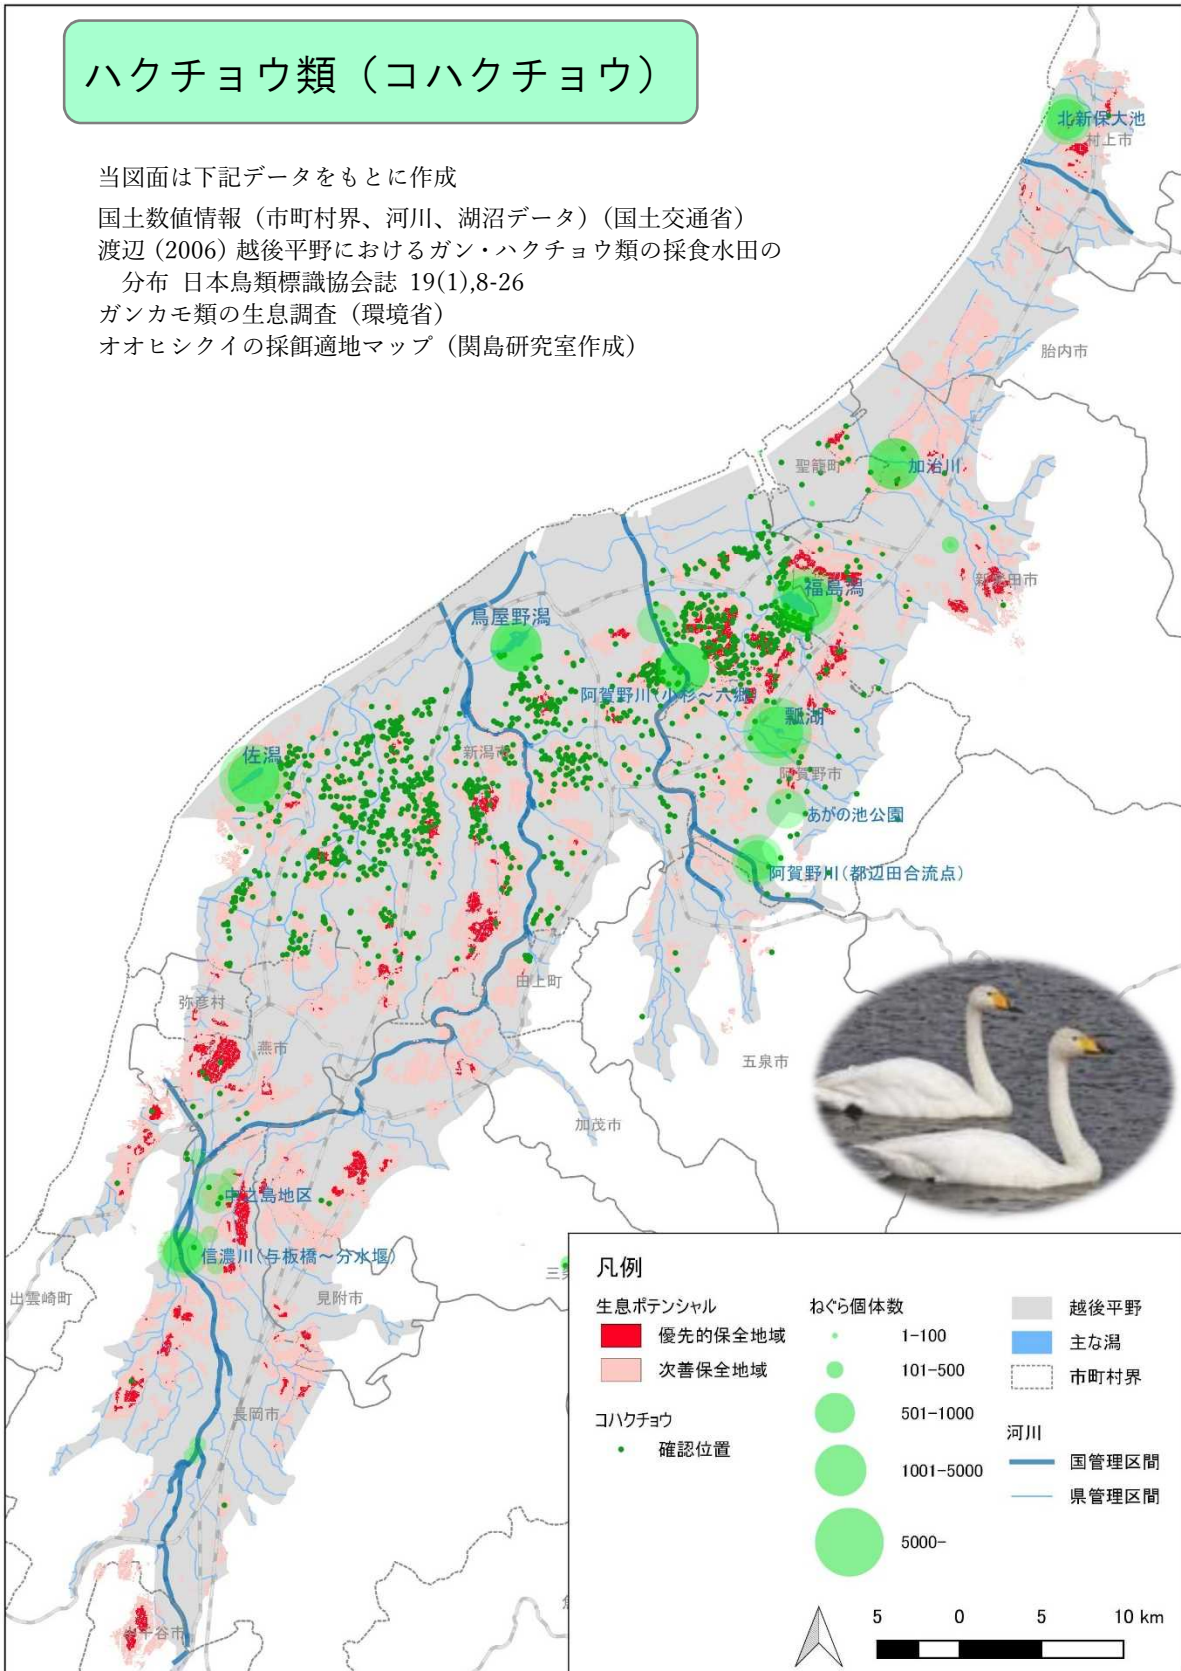 ハクチョウ類（コハクチョウ）
当図面は下記データをもとに作成
国土数値情報（市町村界、河川、湖沼データ）（国土交通省）
渡辺 (2006) 越後平野におけるガン・ハクチョウ類の採食水田の
分布 日本鳥類標識協会誌 19(1),8-26
ガンカモ類の生息調査（環境省）
オオヒシクイの採餌適地マップ（関島研究室作成）
北新保大池
村上市
胎内市
聖籠町
加治川
新発田市
福島潟
鳥屋野潟
阿賀野川(小杉～六郷)
瓢湖
新潟市
佐潟
阿賀野市
あがの池公園
阿賀野川(都辺田合流点)
田上町
弥彦村
燕市
五泉市
加茂市
中之島地区
信濃川(与板橋～分水堰)
出雲崎町
見附市
長岡市
小千谷市
凡例
生息ポテンシャル
優先的保全地域
次善保全地域
コハクチョウ
確認位置
ねぐら個体数
1-100
101-500
501-1000
1001-5000
5000-
越後平野
主な潟
市町村界
河川
国管理区間
県管理区間
5 0 5 10 km